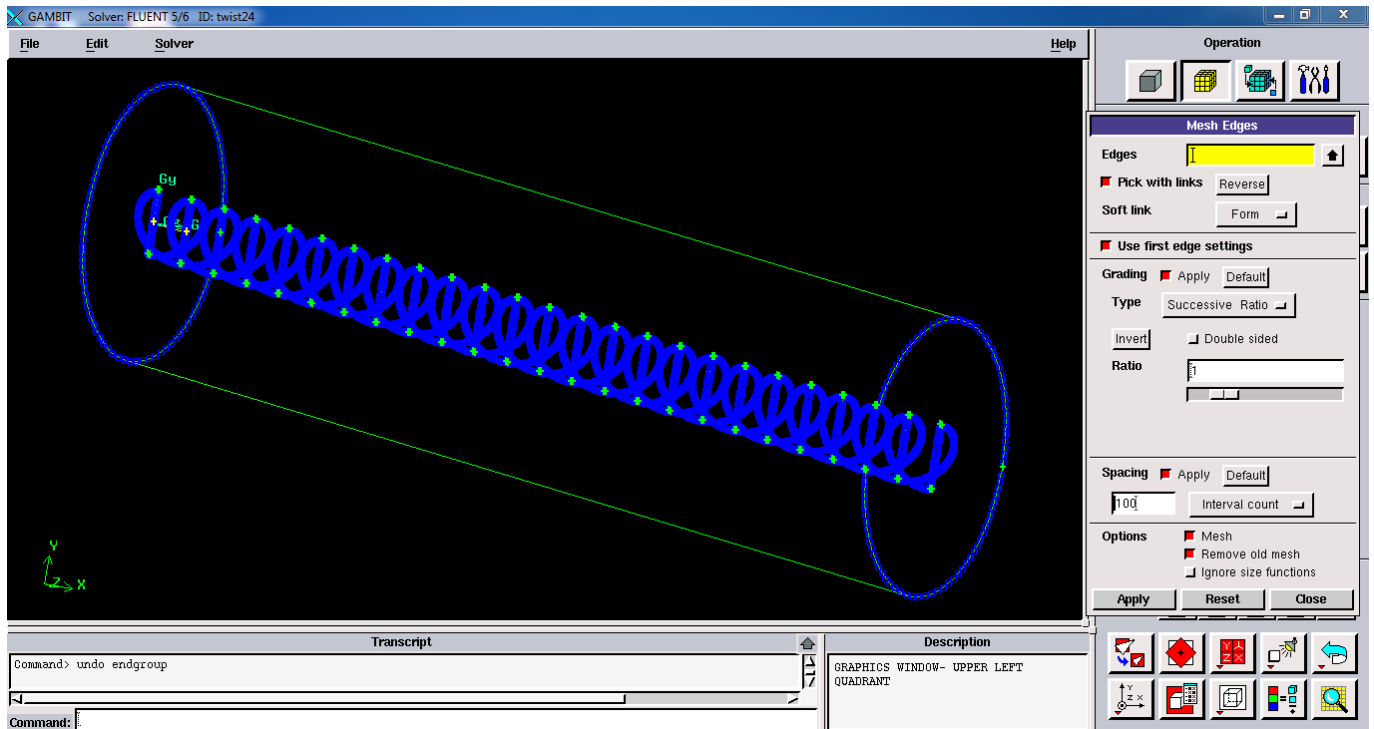 GAMBIT Solver: FLUENT 5/6 ID: twist24
File Edit Solver Help
Operation
Mesh Edges
Edges
Pick with links Reverse
Soft link Form
Use first edge settings
Grading Apply Default
Type Successive Ratio
Invert Double sided
Ratio 1
Spacing Apply Default
100 Interval count
Options Mesh
Remove old mesh
Ignore size functions
Apply Reset Close
Gy
G
Y
Z X
Transcript
Command> undo endgroup
Command:
Description
GRAPHICS WINDOW- UPPER LEFT
QUADRANT